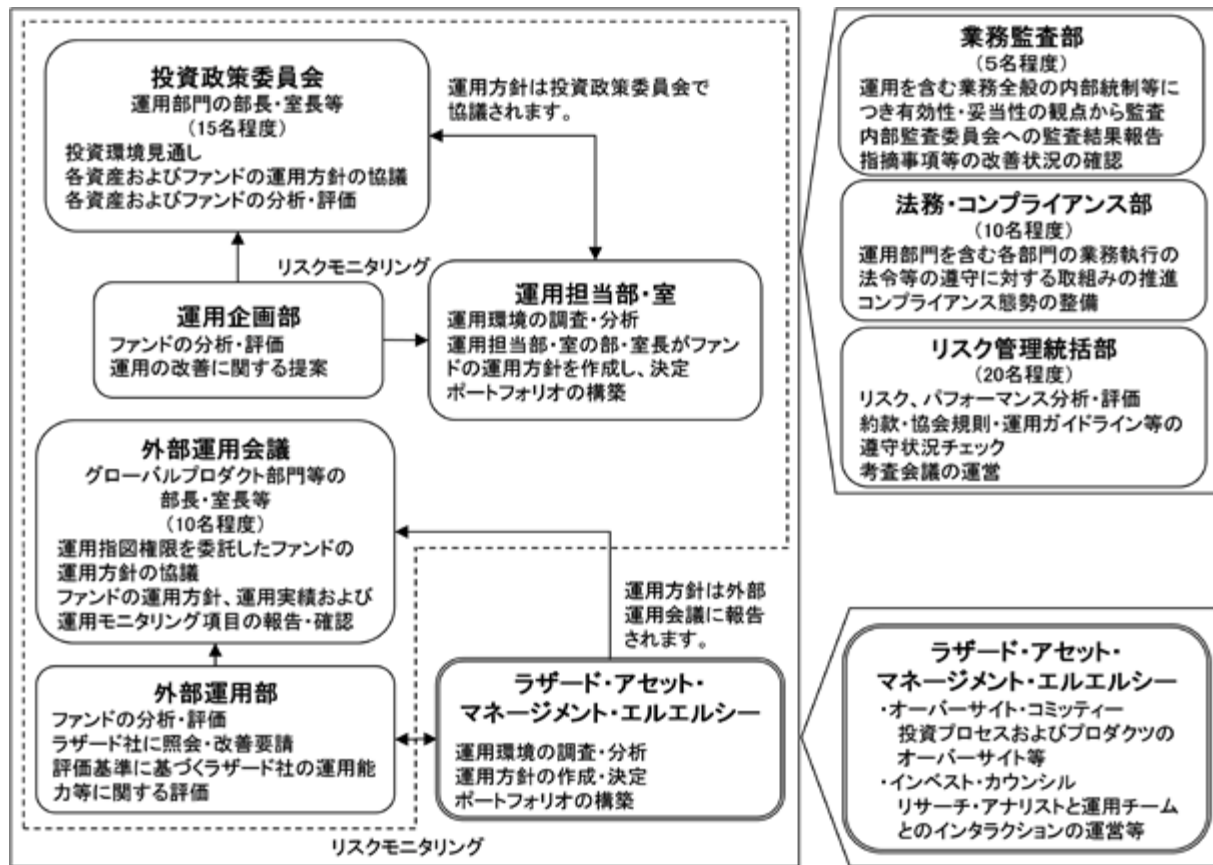 投資政策委員会
運用部門の部長・室長等
(15名程度)
投資環境見通し
各資産およびファンドの運用方針の協議
各資産およびファンドの分析・評価
運用方針は投資政策委員会で
協議されます。
リスクモニタリング
運用企画部
ファンドの分析・評価
運用の改善に関する提案
運用担当部・室
運用環境の調査・分析
運用担当部・室の部・室長がファン
ドの運用方針を作成し、決定
ポートフォリオの構築
外部運用会議
グローバルプロダクト部門等の
部長・室長等
(10名程度)
運用指図権限を委託したファンドの
運用方針の協議
ファンドの運用方針、運用実績および
運用モニタリング項目の報告・確認
運用方針は外部
運用会議に報告
されます。
外部運用部
ファンドの分析・評価
ラザード社に照会・改善要請
評価基準に基づくラザード社の運用能
力等に関する評価
ラザード・アセット・
マネージメント・エルエルシー
運用環境の調査・分析
運用方針の作成・決定
ポートフォリオの構築
リスクモニタリング
業務監査部
(5名程度)
運用を含む業務全般の内部統制等に
つき有効性・妥当性の観点から監査
内部監査委員会への監査結果報告
指摘事項等の改善状況の確認
法務・コンプライアンス部
(10名程度)
運用部門を含む各部門の業務執行の
法令等の遵守に対する取組みの推進
コンプライアンス態勢の整備
リスク管理統括部
(20名程度)
リスク、パフォーマンス分析・評価
約款・協会規則・運用ガイドライン等の
遵守状況チェック
考査会議の運営
ラザード・アセット・
マネージメント・エルエルシー
・オーバーサイト・コミッティー
投資プロセスおよびプロダクツの
オーバーサイト等
・インベスト・カウンシル
リサーチ・アナリストと運用チーム
とのインタラクションの運営等